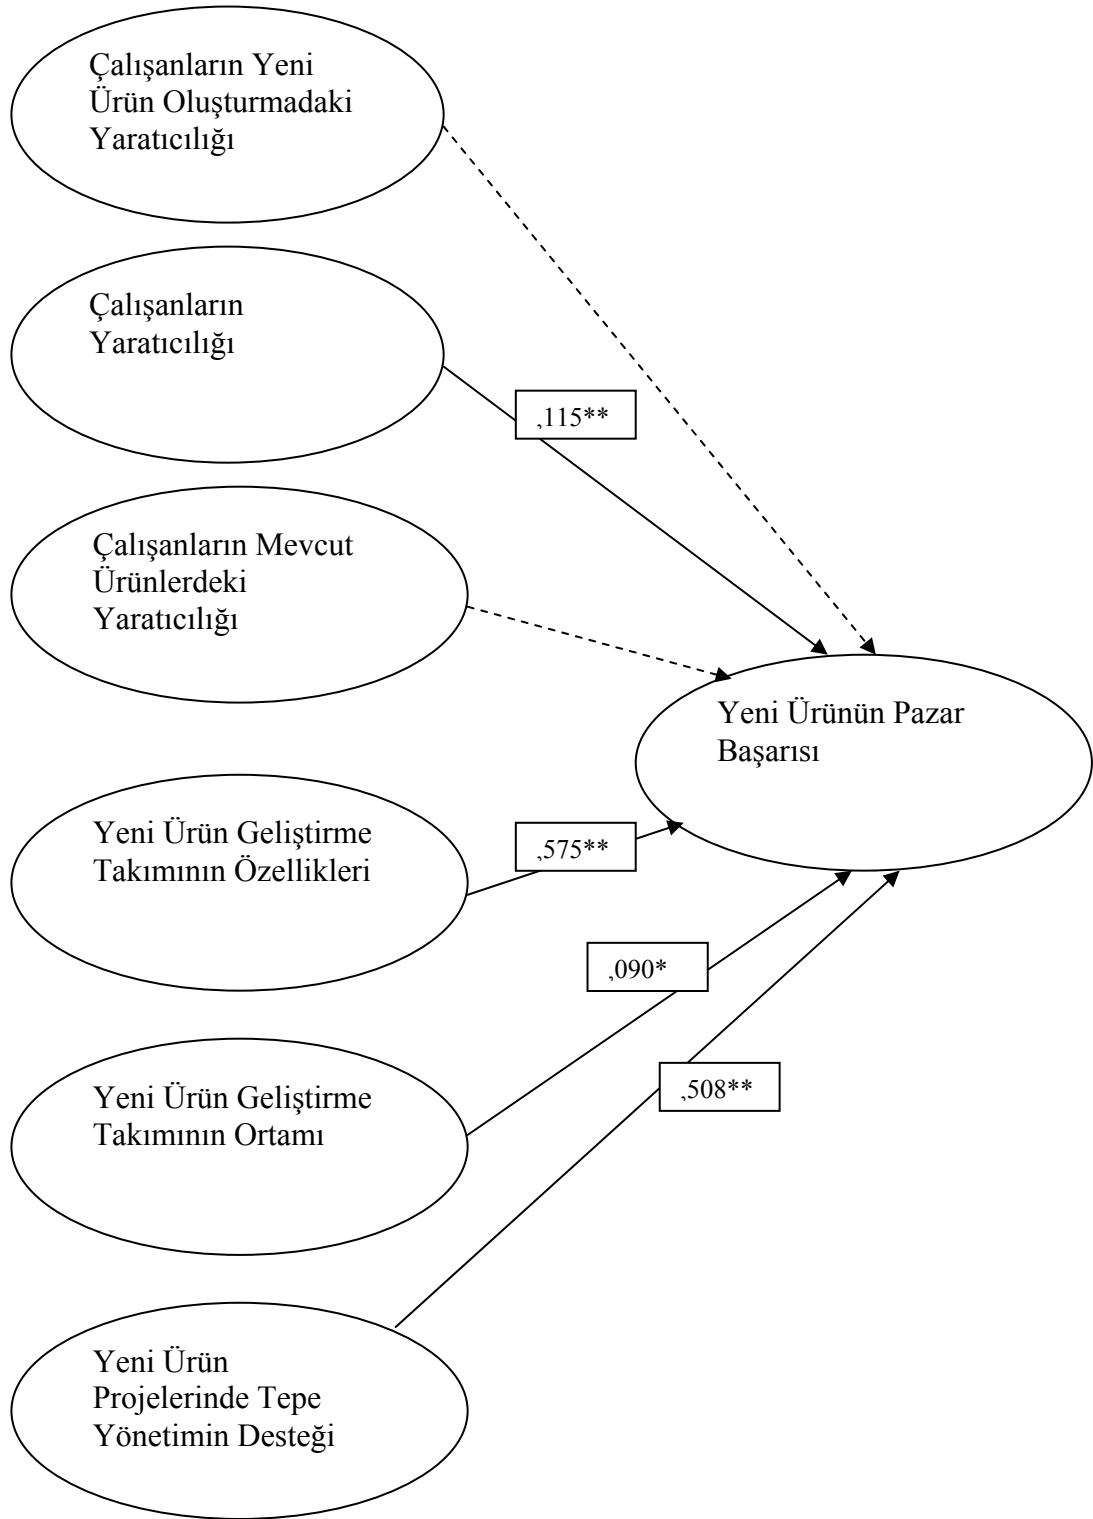 Çalışanların Yeni
Ürün Oluşturmadaki
Yaratıcılığı
Çalışanların
Yaratıcılığı
,115**
Çalışanların Mevcut
Ürünlerdeki
Yaratıcılığı
Yeni Ürünün Pazar
Başarısı
Yeni Ürün Geliştirme
Takımının Özellikleri
,575**
,090*
,508**
Yeni Ürün Geliştirme
Takımının Ortamı
Yeni Ürün
Projelerinde Tepe
Yönetimin Desteği